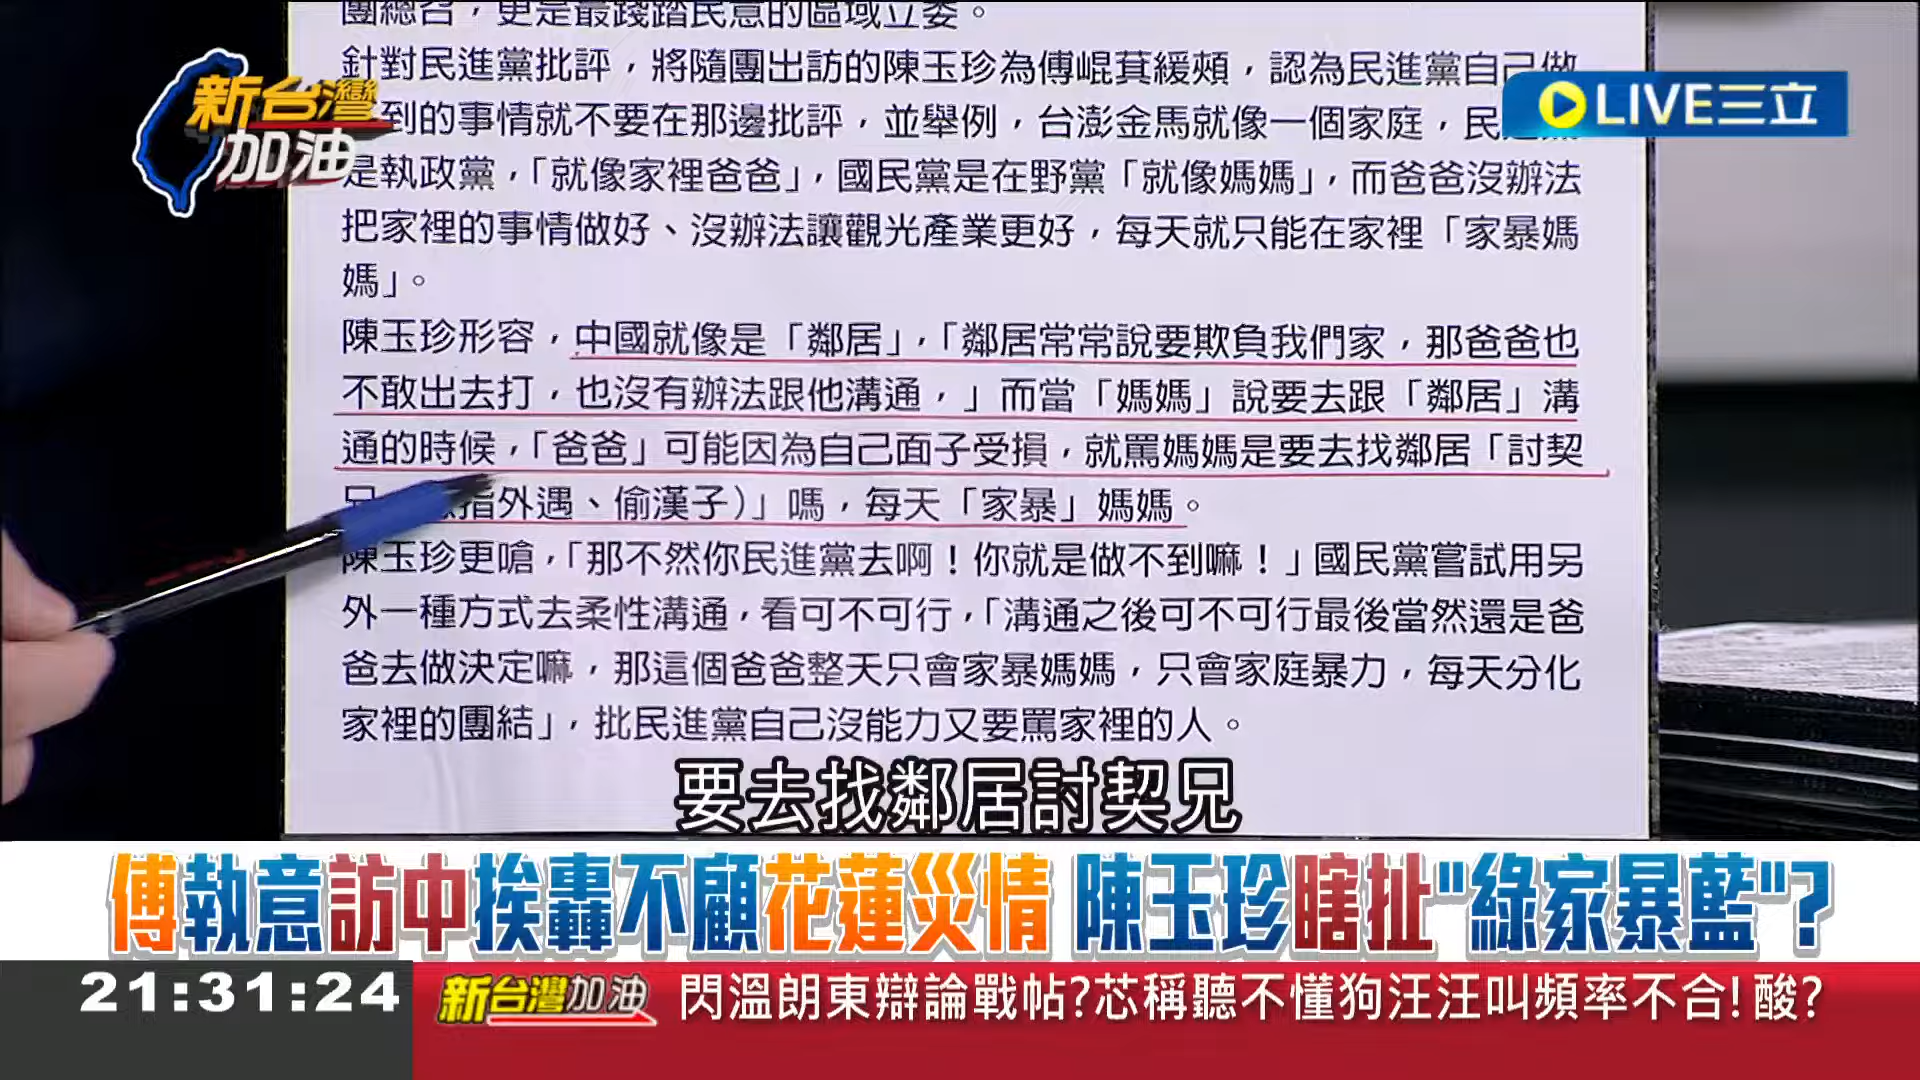 團總召，更是最踐踏民意的區域立委。
針對民進黨批評，將隨團出訪的陳玉珍為傅崐萁緩頰，認為民進黨自己做
到的事情就不要在那邊批評，並舉例，台澎金馬就像一個家庭，民
是執政黨，「就像家裡爸爸」，國民黨是在野黨「就像媽媽」，而爸爸沒辦法
把家裡的事情做好、沒辦法讓觀光產業更好，每天就只能在家裡「家暴媽
媽」。
陳玉珍形容，中國就像是「鄰居」，「鄰居常常說要欺負我們家，那爸爸也
不敢出去打，也沒有辦法跟他溝通，」而當「媽媽」說要去跟「鄰居」溝
通的時候，「爸爸」可能因為自己面子受損，就罵媽媽是要去找鄰居「討契
指外遇、偷漢子）」嗎，每天「家暴」媽媽。
陳玉珍更嗆，「那不然你民進黨去啊！你就是做不到嘛！」國民黨嘗試用另
外一種方式去柔性溝通，看可不可行，「溝通之後可不可行最後當然還是爸
爸去做決定嘛，那這個爸爸整天只會家暴媽媽，只會家庭暴力，每天分化
家裡的團結」，批民進黨自己沒能力又要罵家裡的人。
新台灣
加油
LIVE三立
要去找鄰居討契兄
傅執意訪中挨轟不顧花蓮災情 陳玉珍瞎扯"綠家暴藍"?
21:31:24
新台灣加油
閃溫朗東辯論戰帖?芯稱聽不懂狗汪汪叫頻率不合!酸?